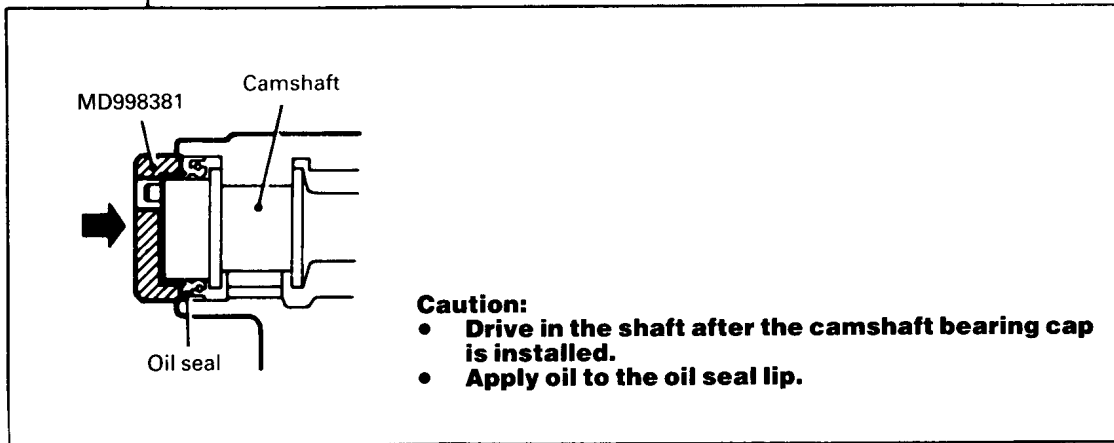 Camshaft
MD998381
Oil seal
Caution:
• Drive in the shaft after the camshaft bearing cap
is installed.
• Apply oil to the oil seal lip.